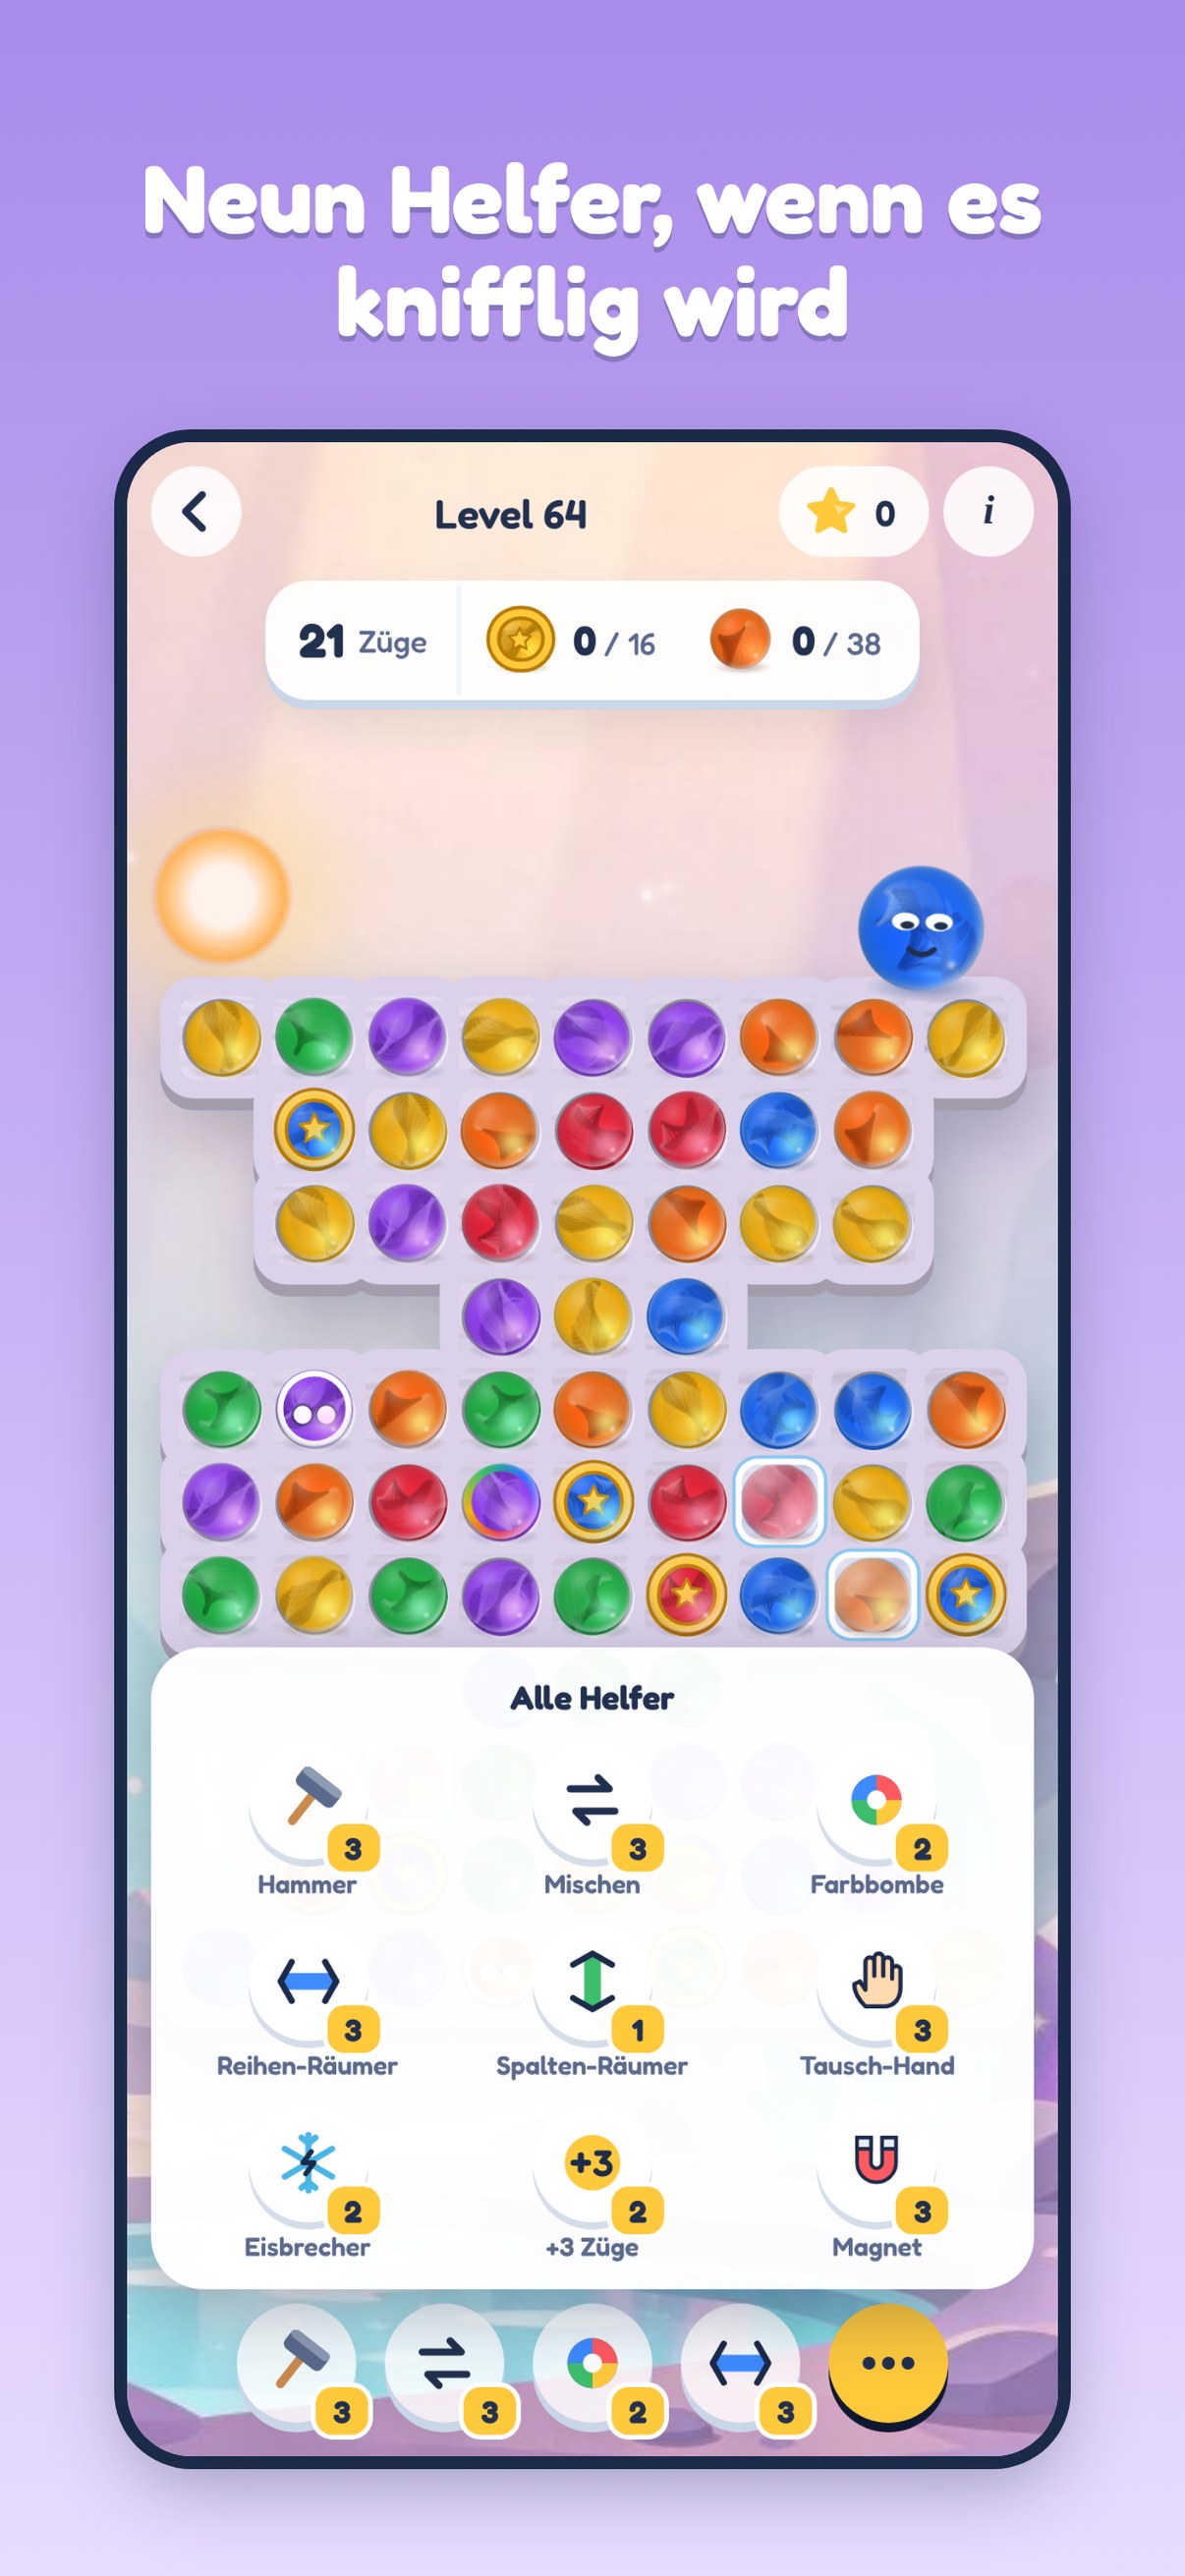 Neun Helfer, wenn es
knifflig wird
Level 64
0
i
21 Züge
0 / 16
0 / 38
Alle Helfer
3
3
2
Hammer
Mischen
Farbbombe
3
1
3
Reihen-Räumer
Spalten-Räumer
Tausch-Hand
+3
2
2
3
Eisbrecher
+3 Züge
Magnet
3
3
2
3